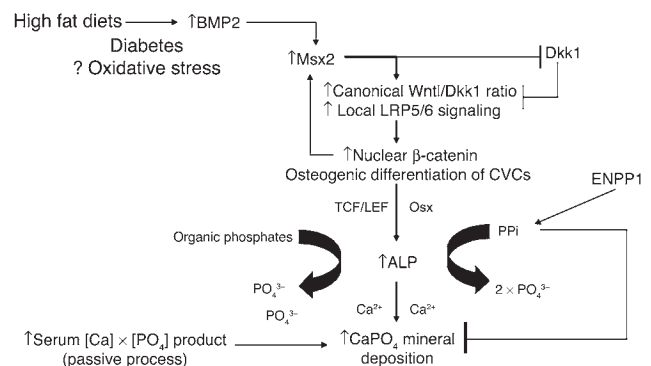 High fat diets
↑BMP2
Diabetes
? Oxidative stress
↑Msx2
Dkk1
↑Canonical Wntl/Dkk1 ratio
↑ Local LRP5/6 signaling
↑Nuclear β-catenin
Osteogenic differentiation of CVCs
ENPP1
TCF/LEF
Osx
Organic phosphates
PPi
↑ALP
PO₄³⁻
PO₄³⁻
2 × PO₄³⁻
Ca²⁺
Ca²⁺
↑Serum [Ca] × [PO₄] product
(passive process)
↑CaPO₄ mineral
deposition